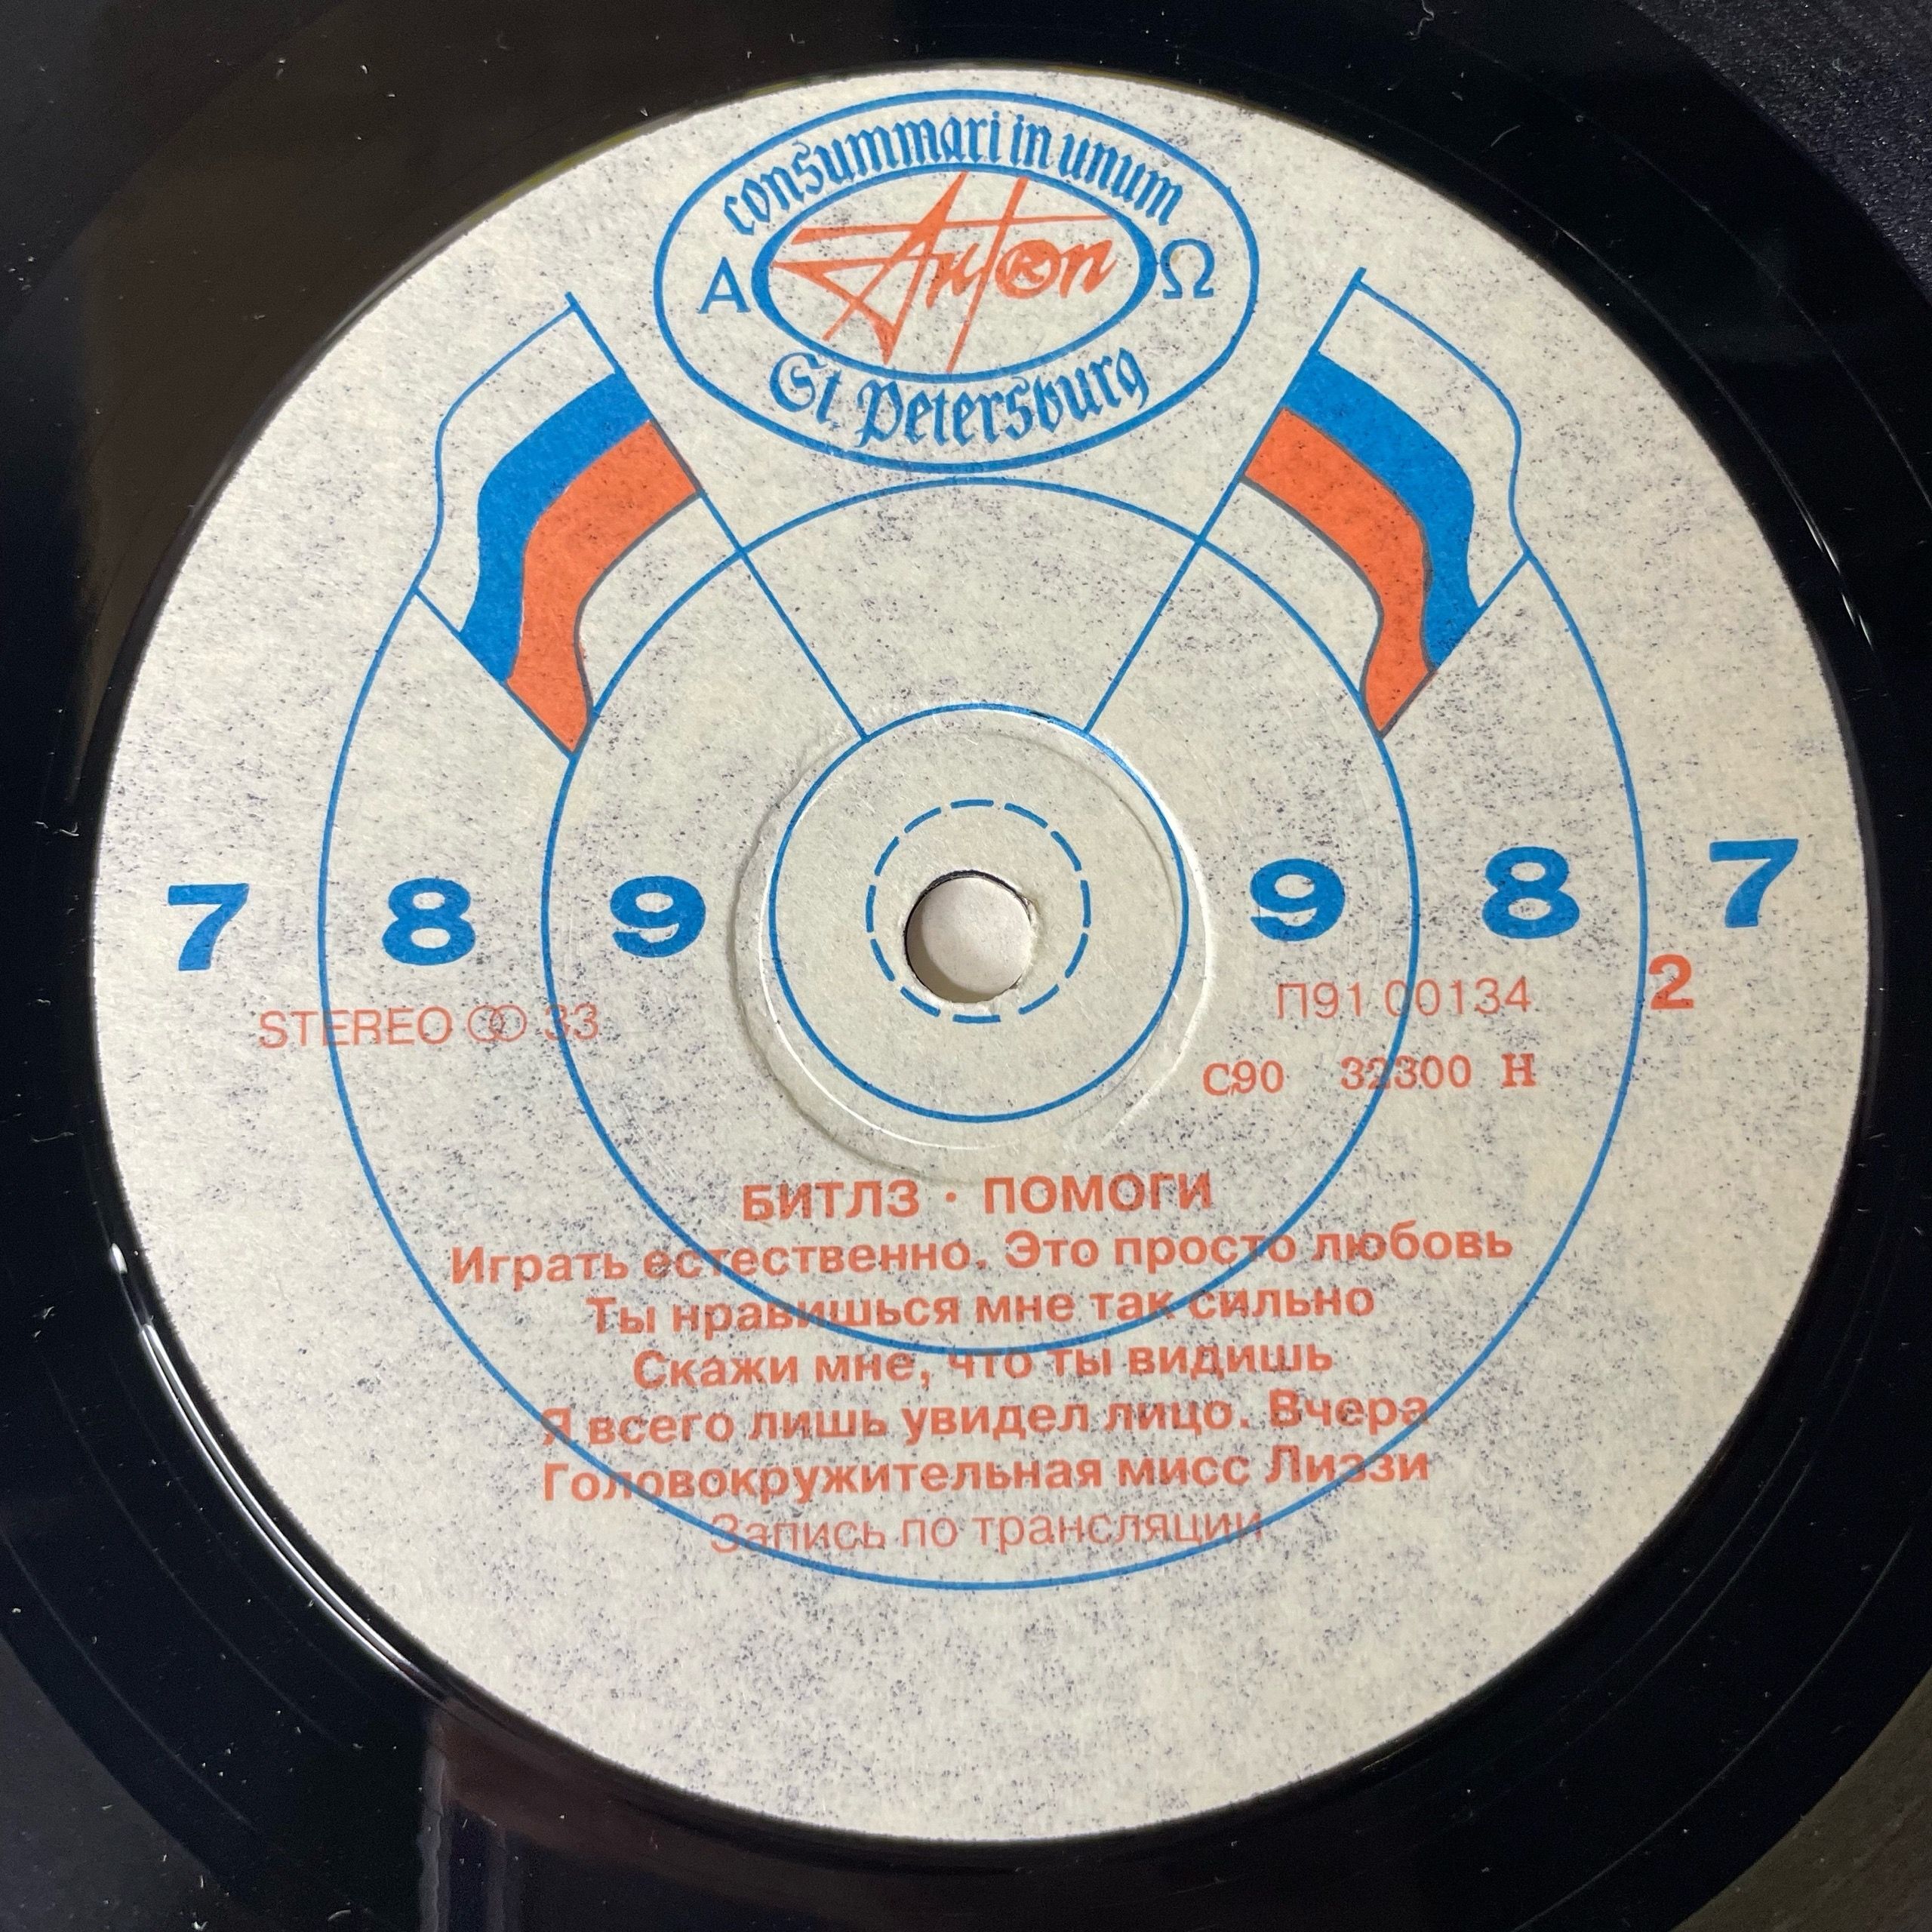 consummari in unum
A Anton Ω
®
St. Petersburg
7 8 9 9 8 7
STEREO 33
П91 00134
2
С90 32300 Н
БИТЛЗ · ПОМОГИ
Играть естественно. Это просто любовь
Ты нравишься мне так сильно
Скажи мне, что ты видишь
Я всего лишь увидел лицо. Вчера
Головокружительная мисс Лиззи
Запись по трансляции